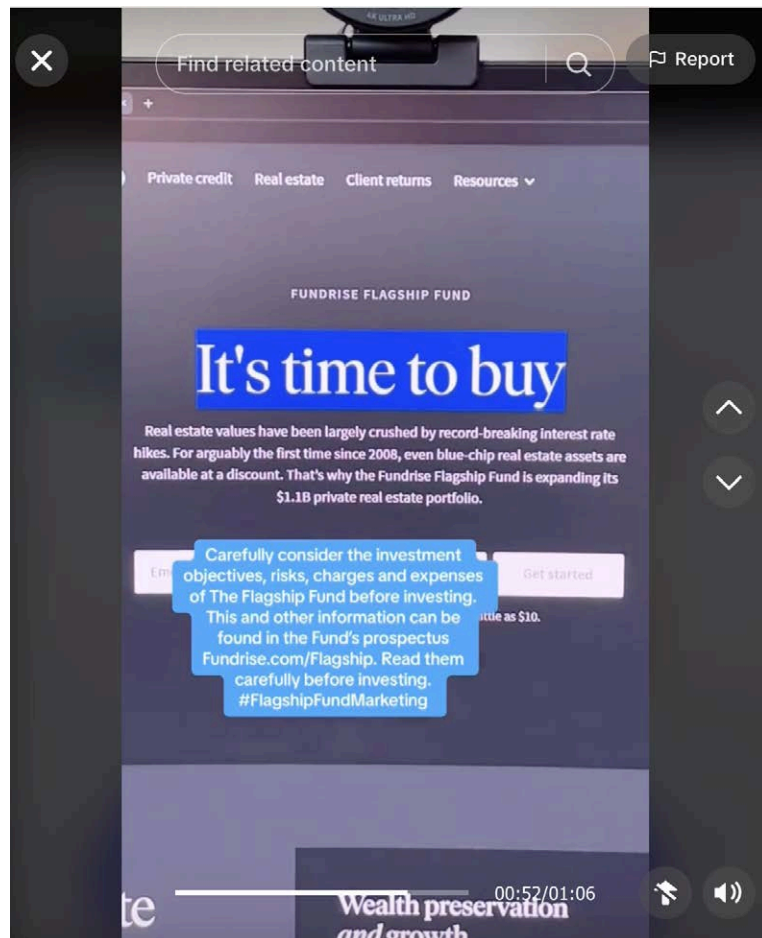 4K ULTRA HD
Find related content
Report
+
Private credit Real estate Client returns Resources
FUNDRISE FLAGSHIP FUND
It's time to buy
Real estate values have been largely crushed by record-breaking interest rate
hikes. For arguably the first time since 2008, even blue-chip real estate assets are
available at a discount. That's why the Fundrise Flagship Fund is expanding its
$1.1B private real estate portfolio.
Get started
as $10.
Carefully consider the investment
objectives, risks, charges and expenses
of The Flagship Fund before investing.
This and other information can be
found in the Fund's prospectus
Fundrise.com/Flagship. Read them
carefully before investing.
#FlagshipFundMarketing
00:52/01:06
te
Wealth preservation
and growth